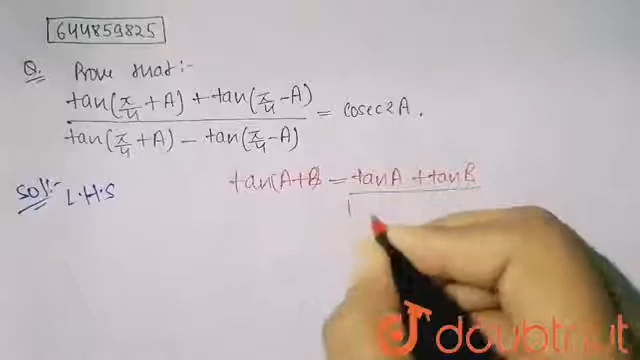 644859825
Q. Prove that:-
tan(π/4 + A) + tan(π/4 - A)
tan(π/4 + A) - tan(π/4 - A)
= cosec2A.
Sol:- L.H.S
tan(A+B) = tanA + tanB
1
doubtnut